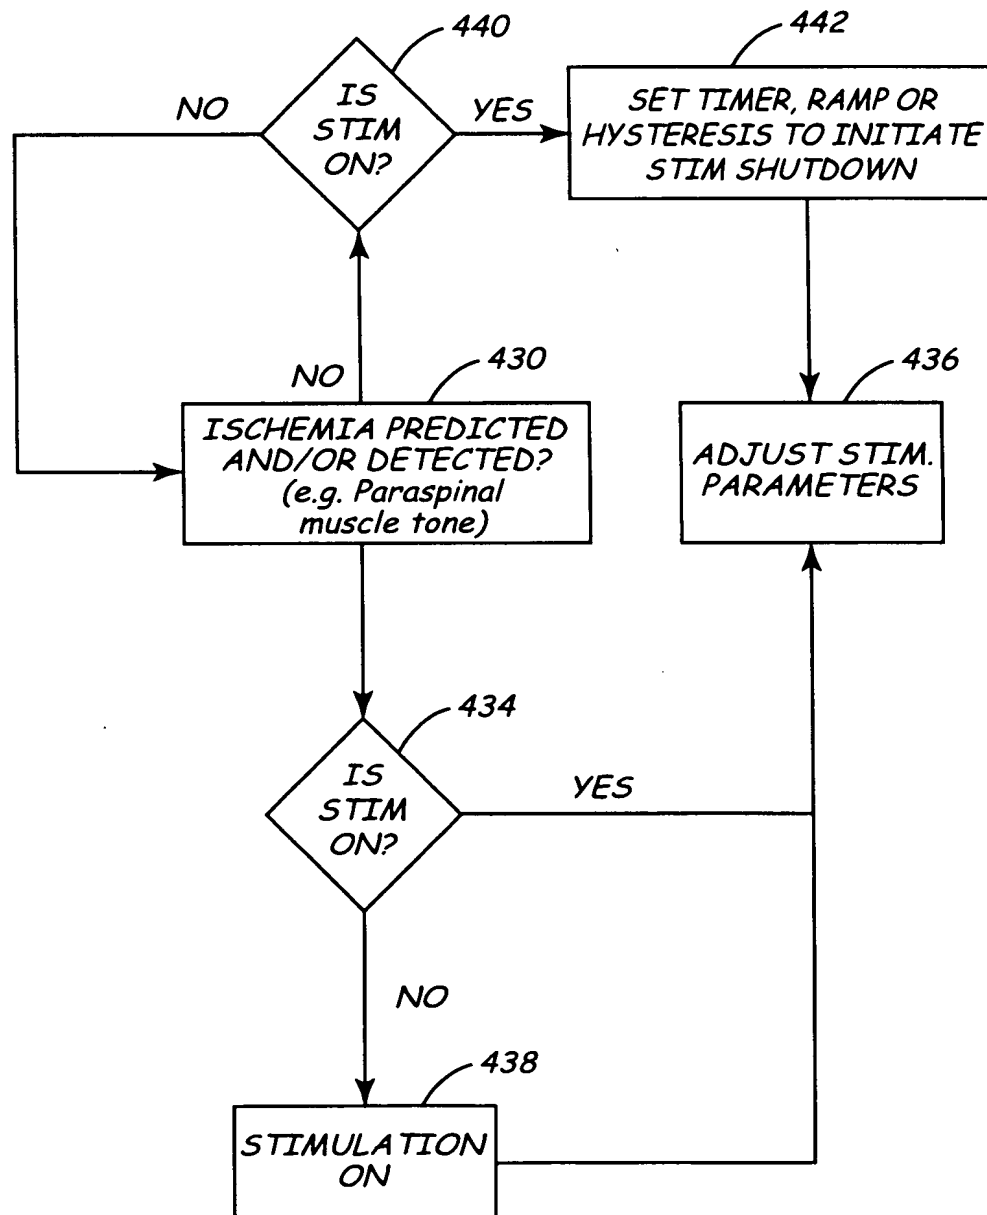 440
IS
STIM
ON?
NO
YES
442
SET TIMER, RAMP OR
HYSTERESIS TO INITIATE
STIM SHUTDOWN
NO
430
ISCHEMIA PREDICTED
AND/OR DETECTED?
(e.g. Paraspinal
muscle tone)
436
ADJUST STIM.
PARAMETERS
434
IS
STIM
ON?
YES
NO
438
STIMULATION
ON